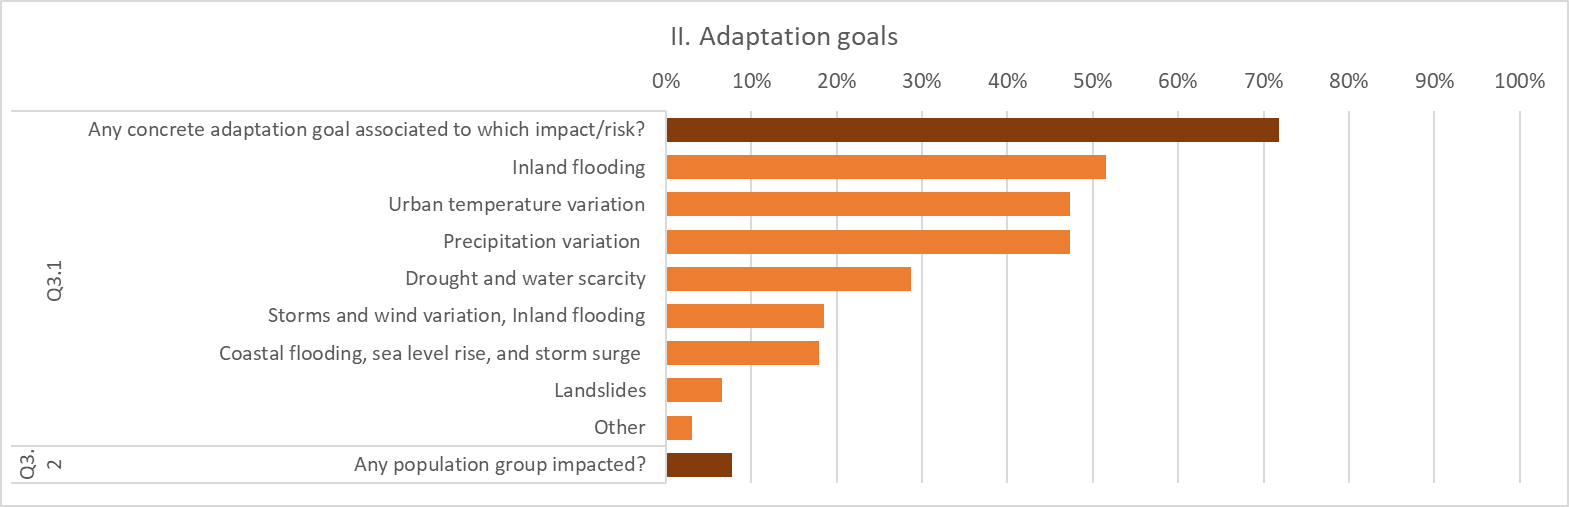 II. Adaptation goals
0% 10% 20% 30% 40% 50% 60% 70% 80% 90% 100%
Any concrete adaptation goal associated to which impact/risk?
Inland flooding
Urban temperature variation
Precipitation variation
Q3.1
Drought and water scarcity
Storms and wind variation, Inland flooding
Coastal flooding, sea level rise, and storm surge
Landslides
Other
Q3.
2
Any population group impacted?